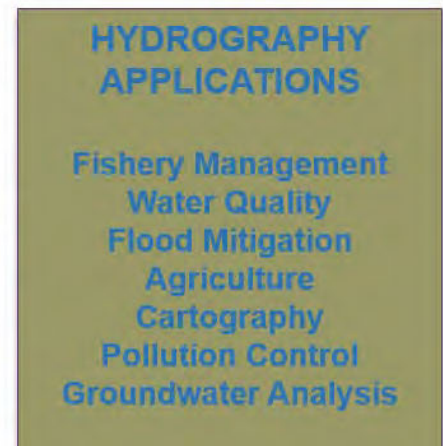 HYDROGRAPHY
APPLICATIONS
Fishery Management
Water Quality
Flood Mitigation
Agriculture
Cartography
Pollution Control
Groundwater Analysis